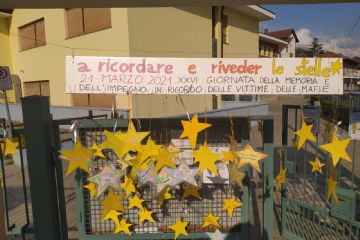 a ricordare e riveder le stelle
21 MARZO 2021 XXVI GIORNATA DELLA MEMORIA E
DELL'IMPEGNO IN RICORDO DELLE VITTIME DELLE MAFIE